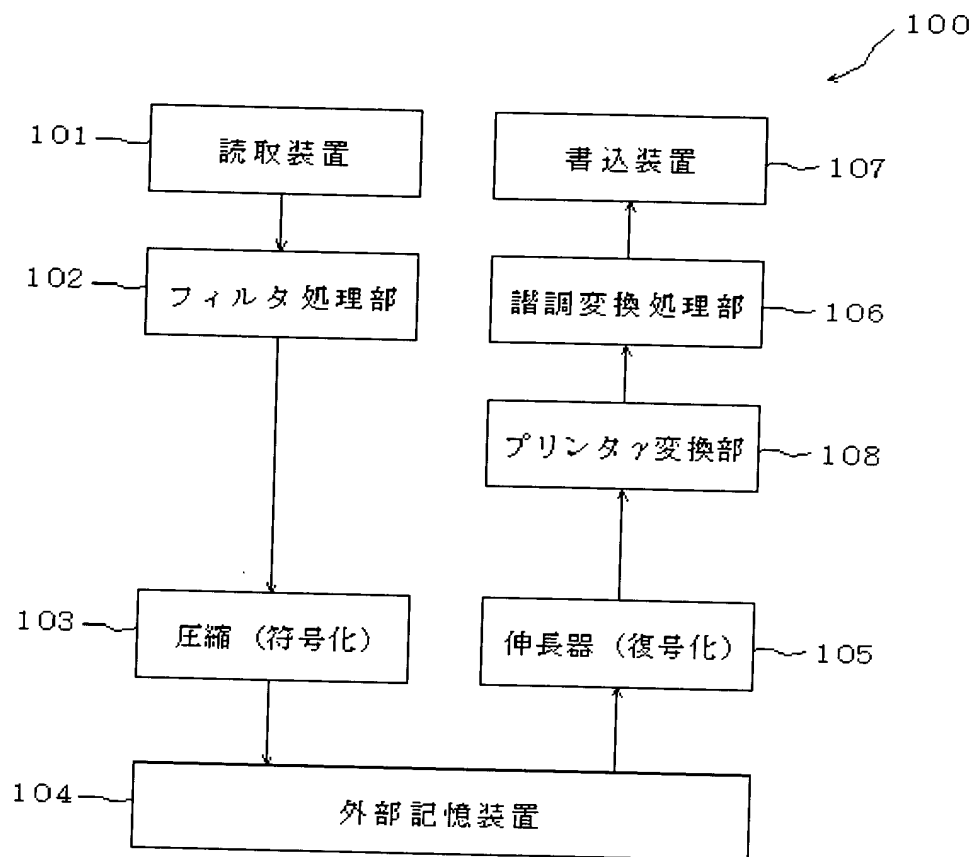 100
101
読取装置
書込装置
107
102
フィルタ処理部
諧調変換処理部
106
プリンタγ変換部
108
103
圧縮（符号化）
伸長器（復号化）
105
104
外部記憶装置